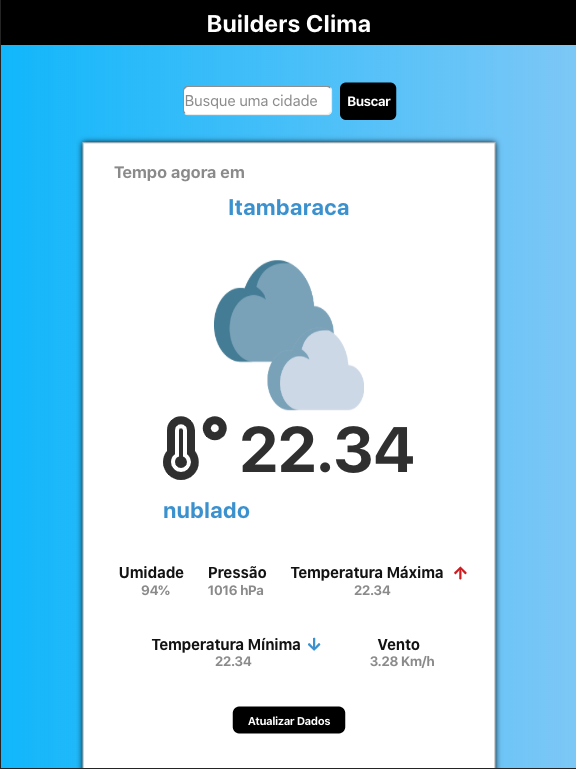 Builders Clima
Busque uma cidade Buscar
Tempo agora em
Itambaraca
22.34
nublado
Umidade Pressão Temperatura Máxima
94% 1016 hPa 22.34
Temperatura Mínima Vento
22.34 3.28 Km/h
Atualizar Dados